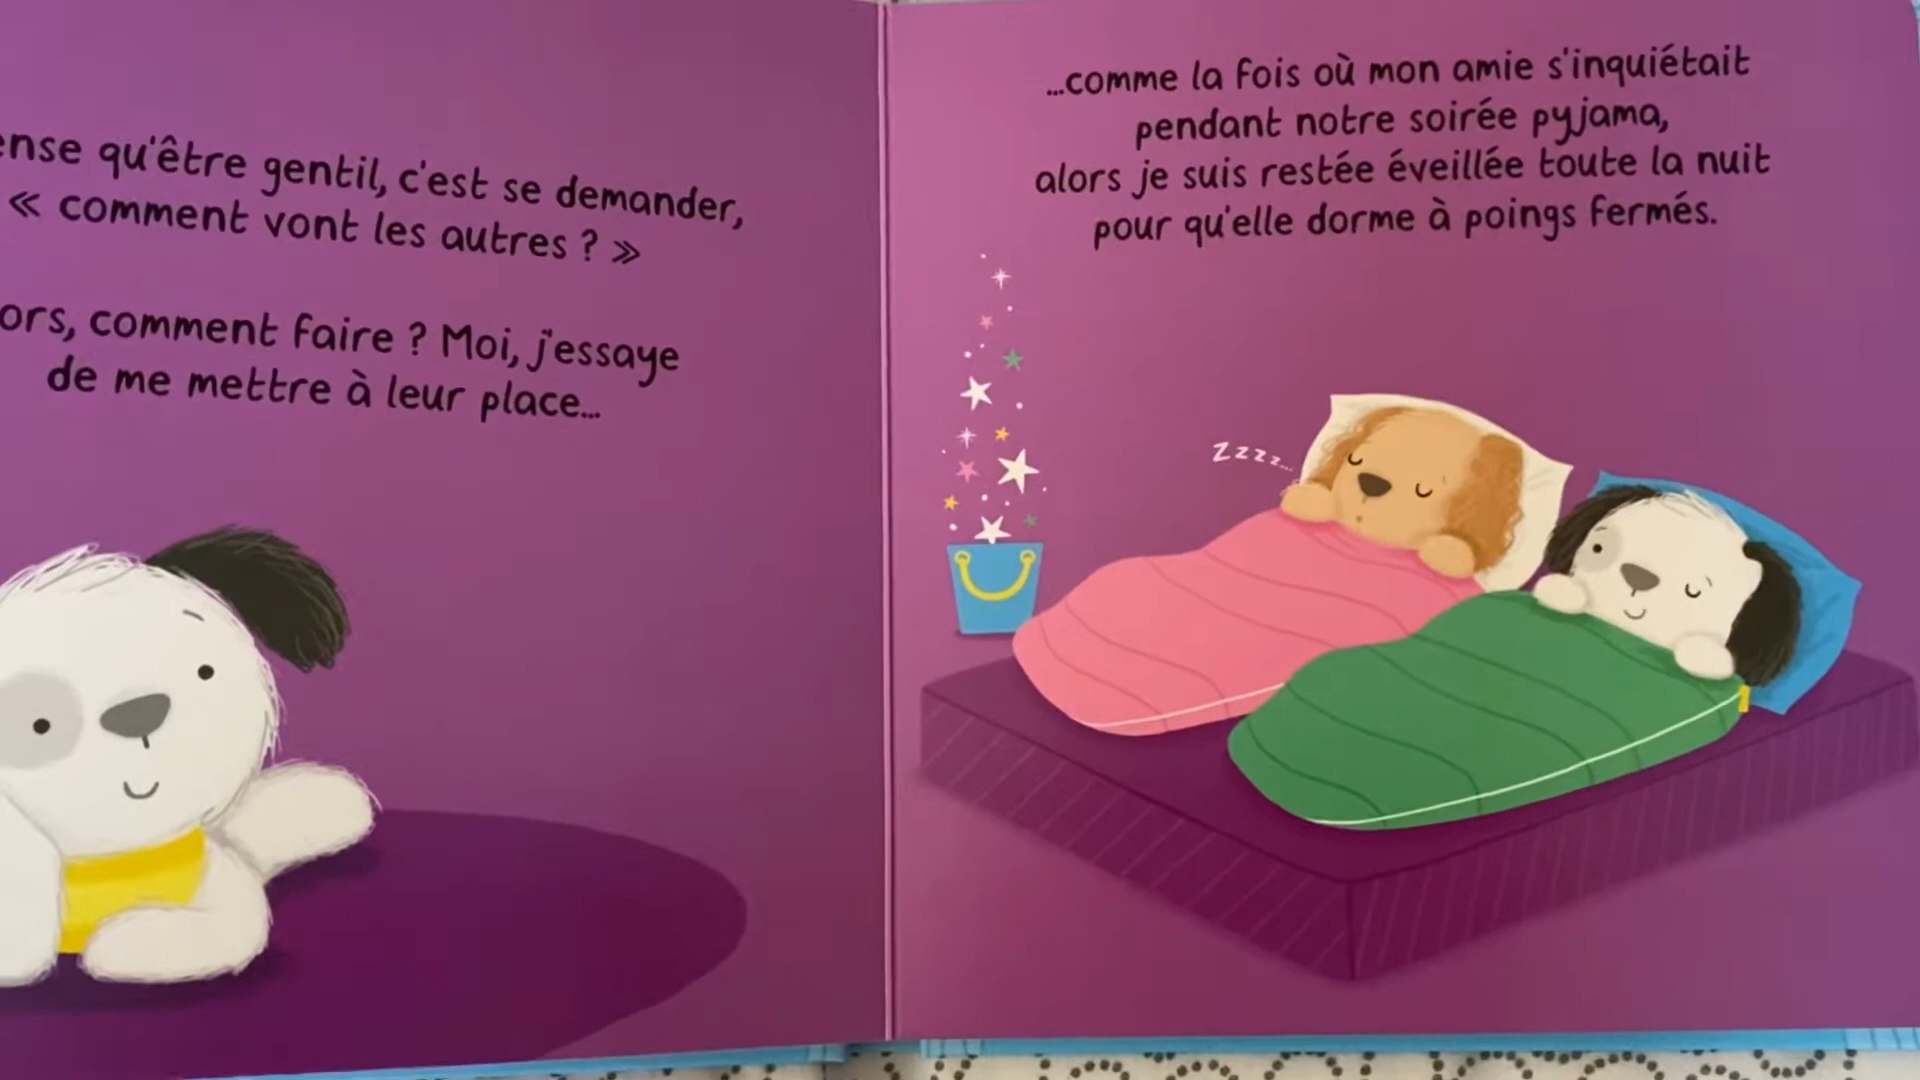 qu'être gentil, c'est se demander,
« comment vont les autres ? »
comment faire ? Moi, j'essaye
de me mettre à leur place...
...comme la fois où mon amie s'inquiétait
pendant notre soirée pyjama,
alors je suis restée éveillée toute la nuit
pour qu'elle dorme à poings fermés.
Zzzz...